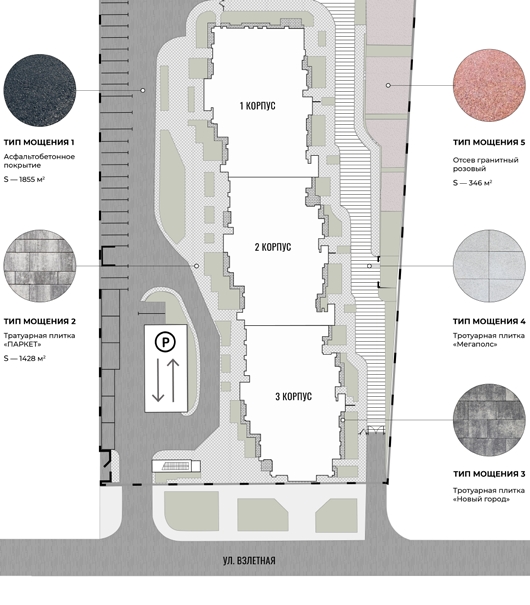 1 КОРПУС
ТИП МОЩЕНИЯ 1
Асфальтобетонное
покрытие
S — 1855 м²
ТИП МОЩЕНИЯ 5
Отсев гранитный
розовый
S — 346 м²
2 КОРПУС
ТИП МОЩЕНИЯ 2
Тратуарная плитка
«ПАРКЕТ»
S — 1428 м²
ТИП МОЩЕНИЯ 4
Тротуарная плитка
«Мегаполс»
P
3 КОРПУС
ТИП МОЩЕНИЯ 3
Тротуарная плитка
«Новый город»
УЛ. ВЗЛЕТНАЯ